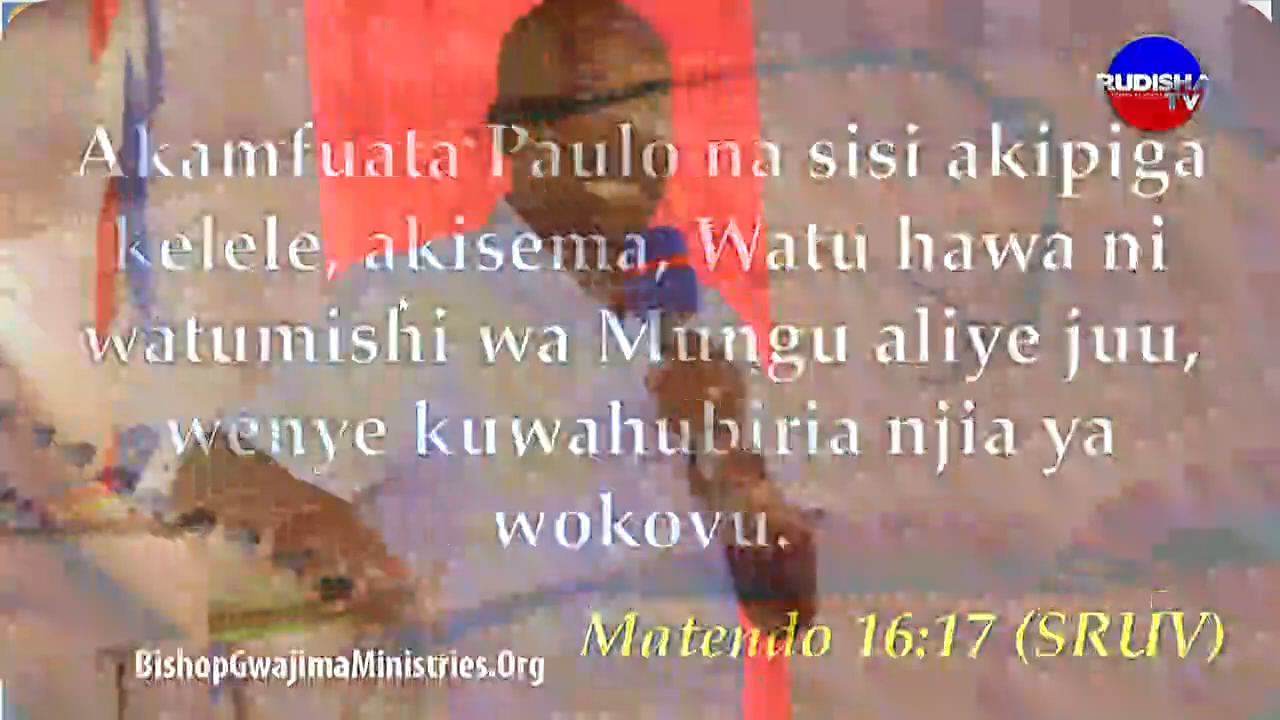 RUDISHA
TV
Akamfuata Paulo na sisi akipiga
kelele, akisema, Watu hawa ni
watumishi wa Mungu aliye juu,
wenye kuwahubiria njia ya
wokovu.
Matendo 16:17 (SRUV)
BishopGwajimaMinistries.Org